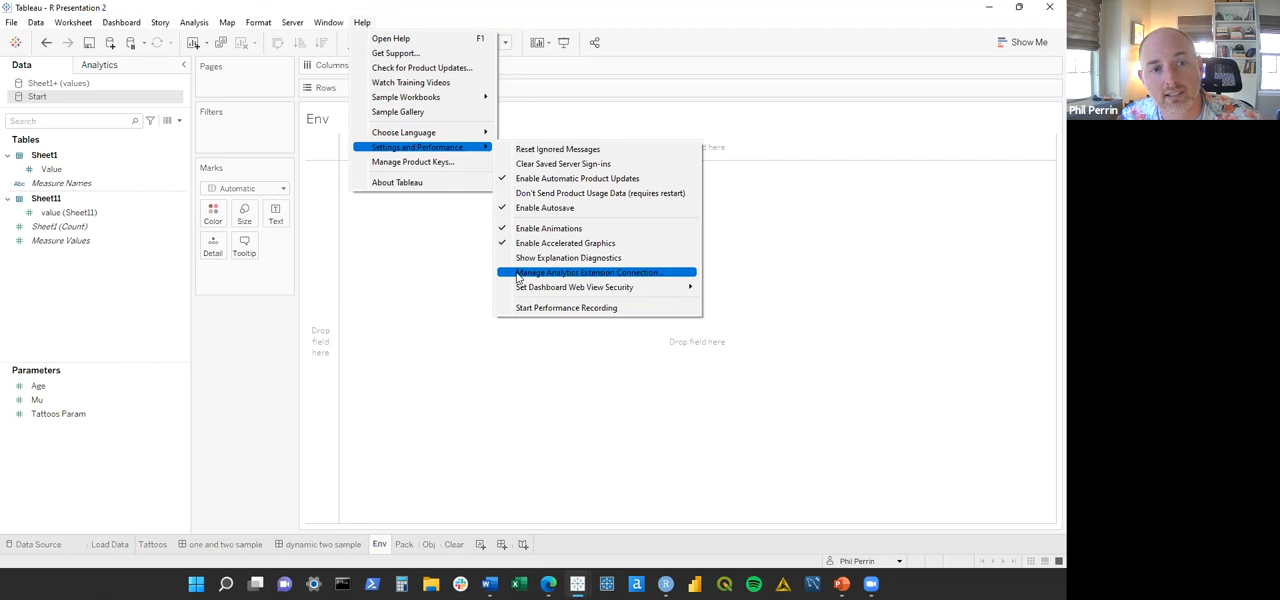 Tableau - R Presentation 2
File Data Worksheet Dashboard Story Analysis Map Format Server Window Help
Show Me
Data Analytics
Sheet1+ (values)
Start
Search
Tables
Sheet1
Value
Abc Measure Names
Sheet11
value (Sheet11)
Sheet1 (Count)
Measure Values
Parameters
Age
Mu
Tattoos Param
Pages
Filters
Marks
Automatic
Color Size Text
Detail Tooltip
Columns
Rows
Env
Open Help F1
Get Support...
Check for Product Updates...
Watch Training Videos
Sample Workbooks
Sample Gallery
Choose Language
Settings and Performance
Manage Product Keys...
About Tableau
Reset Ignored Messages
Clear Saved Server Sign-ins
Enable Automatic Product Updates
Don't Send Product Usage Data (requires restart)
Enable Autosave
Enable Animations
Enable Accelerated Graphics
Show Explanation Diagnostics
Manage Analytics Extension Connection...
Set Dashboard Web View Security
Start Performance Recording
d here
Drop
field
here
Drop field here
Data Source Load Data Tattoos one and two sample dynamic two sample Env Pack Obj Clear
Phil Perrin
Phil Perrin